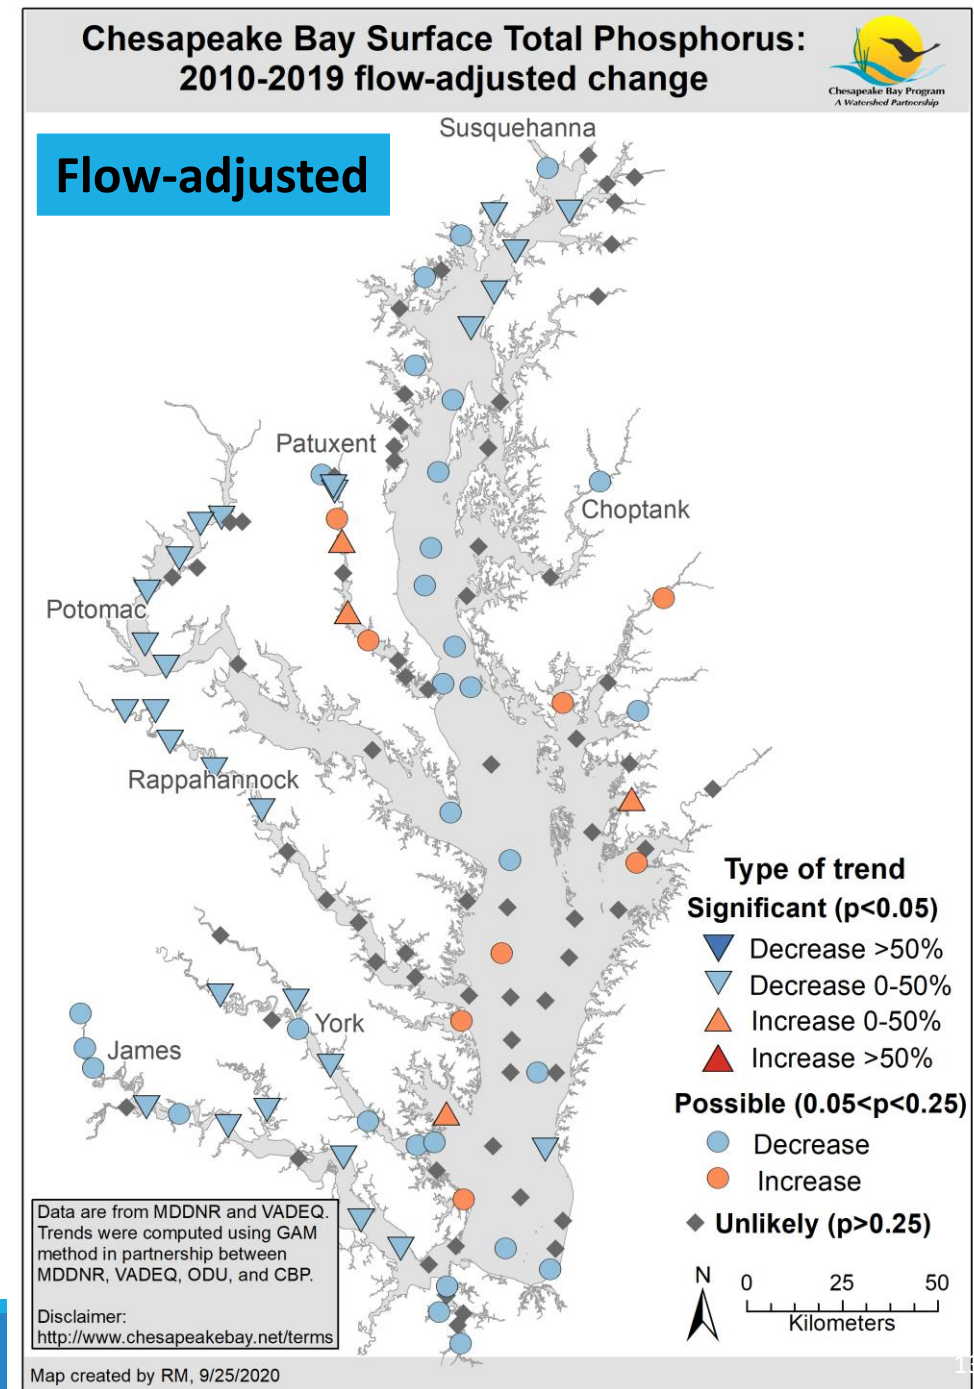 Chesapeake Bay Surface Total Phosphorus:
2010-2019 flow-adjusted change
Chesapeake Bay Program
A Watershed Partnership
Flow-adjusted
Susquehanna
Patuxent
Choptank
Potomac
Rappahannock
York
James
Type of trend
Significant (p<0.05)
Decrease >50%
Decrease 0-50%
Increase 0-50%
Increase >50%
Possible (0.05<p<0.25)
Decrease
Increase
Unlikely (p>0.25)
Data are from MDDNR and VADEQ.
Trends were computed using GAM
method in partnership between
MDDNR, VADEQ, ODU, and CBP.
Disclaimer:
http://www.chesapeakebay.net/terms
N
0 25 50
Kilometers
Map created by RM, 9/25/2020